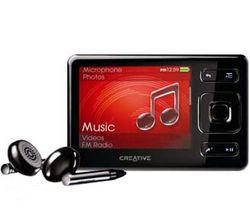 Microphone
12:59
Photos
Music
Videos
FM Radio
CREATIVE